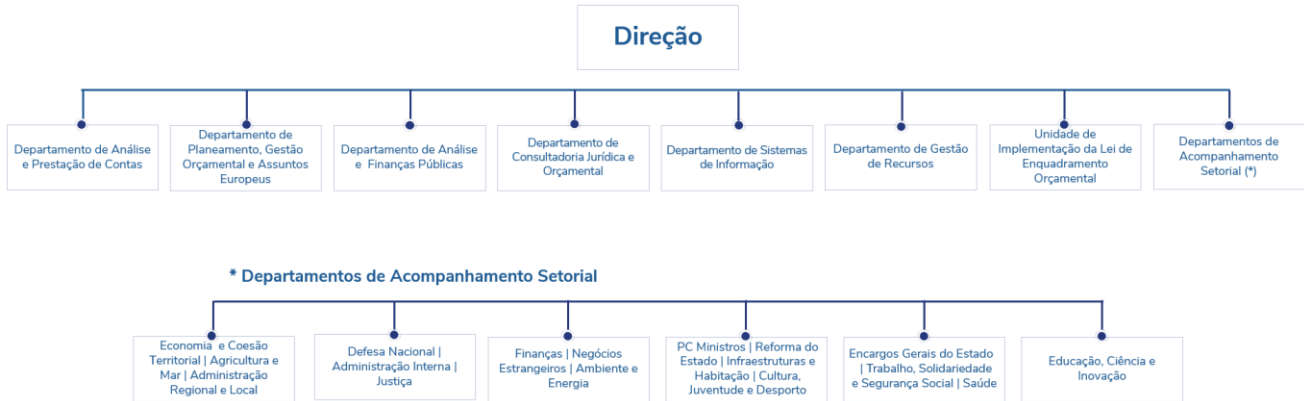 Direção
Departamento de Análise
e Prestação de Contas
Departamento de
Planeamento, Gestão
Orçamental e Assuntos
Europeus
Departamento de Análise
e Finanças Públicas
Departamento de
Consultadoria Jurídica e
Orçamental
Departamento de Sistemas
de Informação
Departamento de Gestão
de Recursos
Unidade de
Implementação da Lei de
Enquadramento
Orçamental
Departamentos de
Acompanhamento
Setorial (*)
* Departamentos de Acompanhamento Setorial
Economia e Coesão
Territorial | Agricultura e
Mar | Administração
Regional e Local
Defesa Nacional |
Administração Interna |
Justiça
Finanças | Negócios
Estrangeiros | Ambiente e
Energia
PC Ministros | Reforma do
Estado | Infraestruturas e
Habitação | Cultura,
Juventude e Desporto
Encargos Gerais do Estado
| Trabalho, Solidariedade
e Segurança Social | Saúde
Educação, Ciência e
Inovação